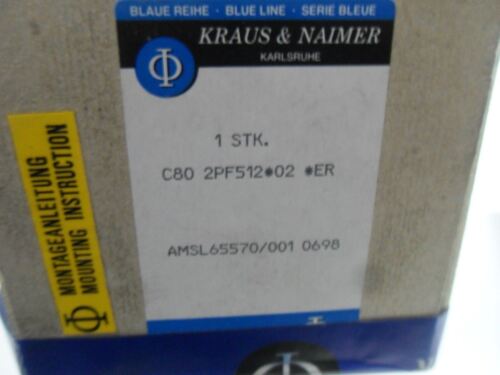 BLAUE REIHE · BLUE LINE · SERIE BLEUE
KRAUS & NAIMER
KARLSRUHE
1 STK.
C80 2PF512*02 *ER
AMSL65570/001 0698
MONTAGEANLEITUNG
MOUNTING INSTRUCTION